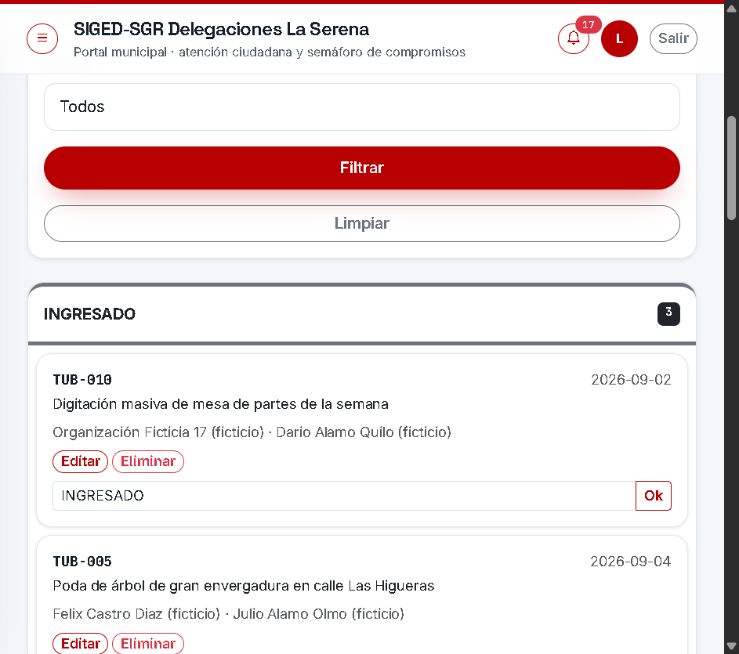 SIGED-SGR Delegaciones La Serena
Portal municipal · atención ciudadana y semáforo de compromisos
17
L
Salir
Todos
Filtrar
Limpiar
INGRESADO
3
TUB-010
2026-09-02
Digitación masiva de mesa de partes de la semana
Organización Ficticia 17 (ficticio) · Darío Alamo Quilo (ficticio)
Editar
Eliminar
INGRESADO
Ok
TUB-005
2026-09-04
Poda de árbol de gran envergadura en calle Las Higueras
Felix Castro Diaz (ficticio) · Julio Alamo Olmo (ficticio)
Editar
Eliminar